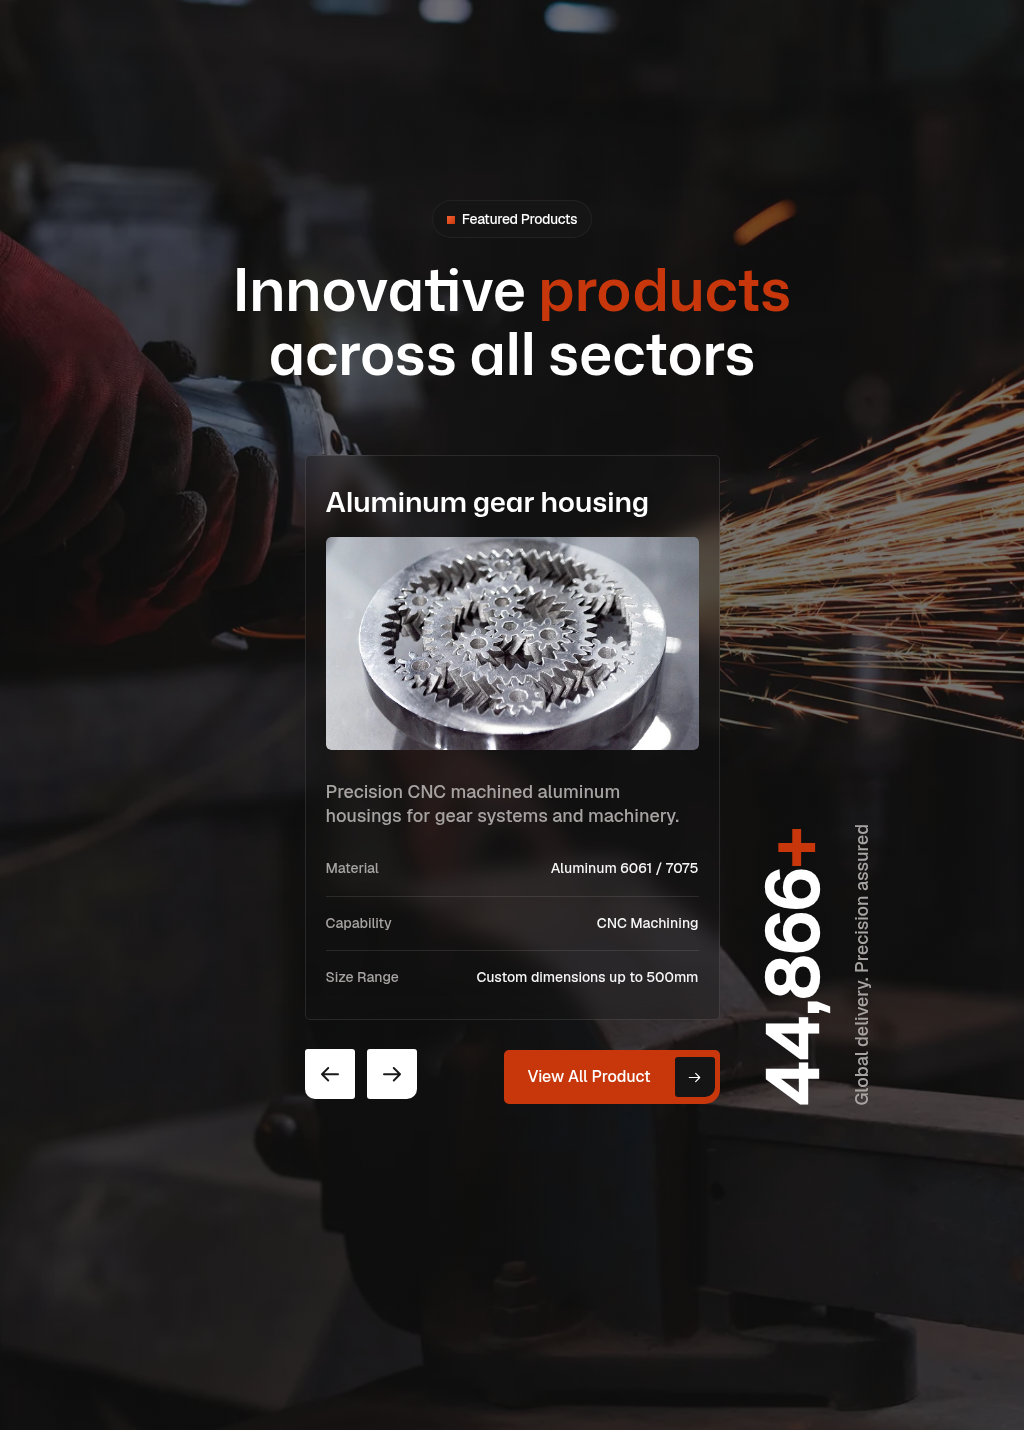 Featured Products
Innovative products
across all sectors
Aluminum gear housing
Precision CNC machined aluminum
housings for gear systems and machinery.
Material Aluminum 6061 / 7075
Capability CNC Machining
Size Range Custom dimensions up to 500mm
View All Product
44,866+
Global delivery. Precision assured